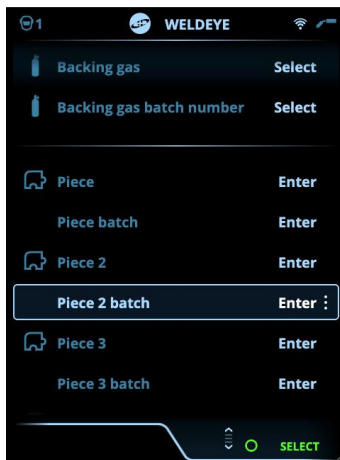 1 WELDEYE
Backing gas Select
Backing gas batch number Select
Piece Enter
Piece batch Enter
Piece 2 Enter
Piece 2 batch Enter
Piece 3 Enter
Piece 3 batch Enter
SELECT